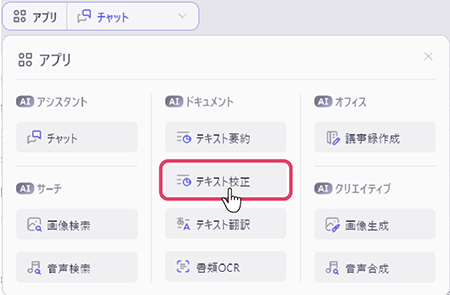 アプリ チャット
アプリ
AI アシスタント
チャット
AI サーチ
画像検索
音声検索
AI ドキュメント
テキスト要約
テキスト校正
テキスト翻訳
書類OCR
AI オフィス
議事録作成
AI クリエイティブ
画像生成
音声合成